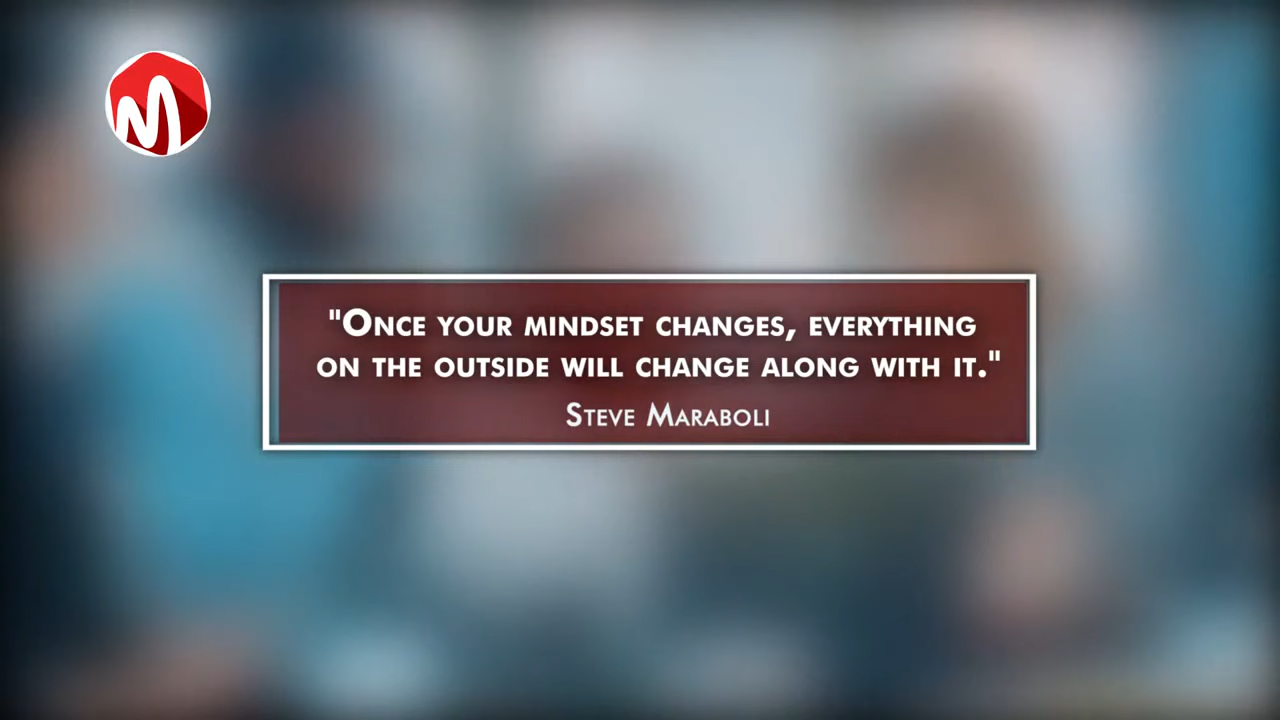 "Once your mindset changes, everything
on the outside will change along with it."
Steve Maraboli